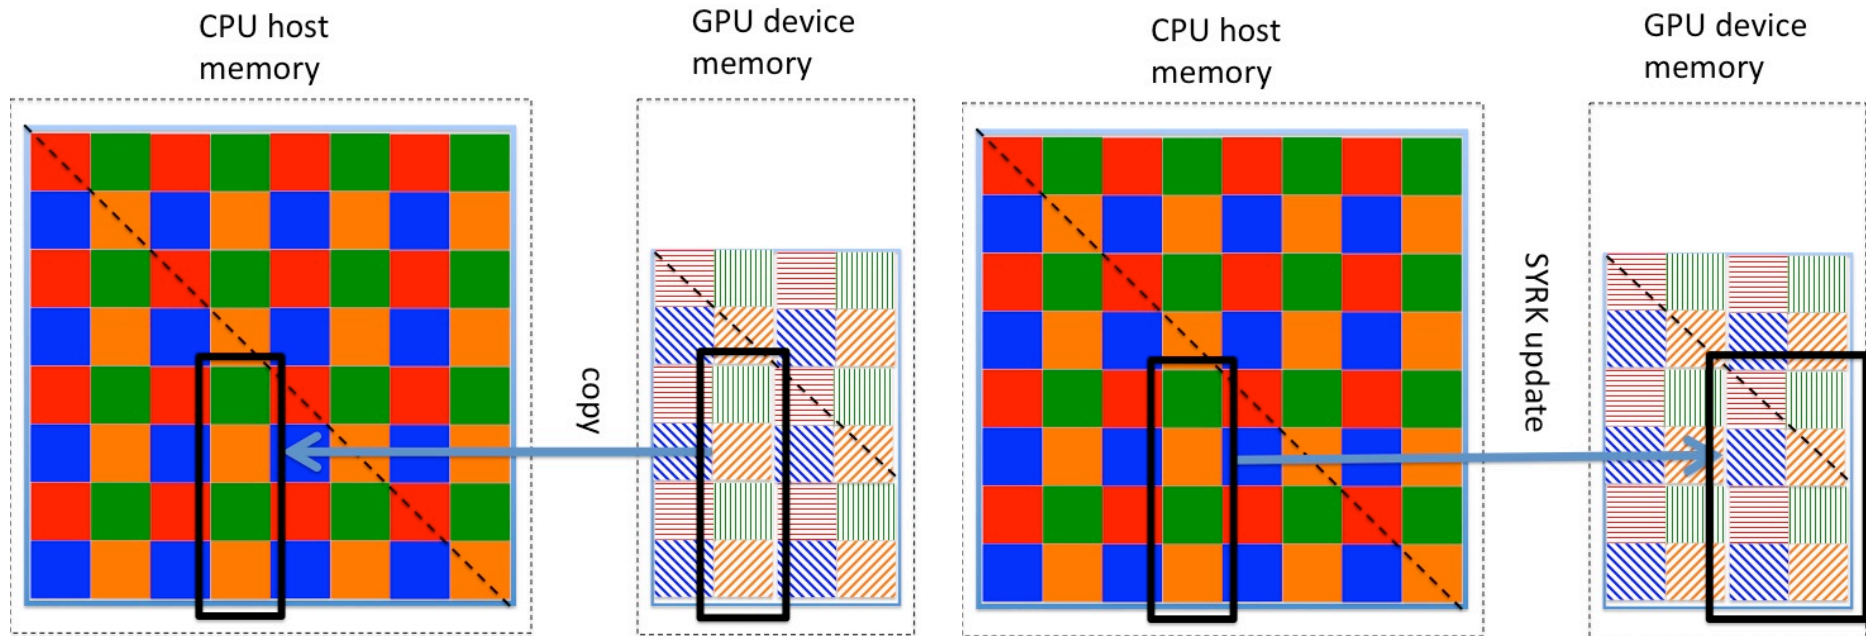 CPU host
memory
GPU device
memory
copy
CPU host
memory
GPU device
memory
SYRK update